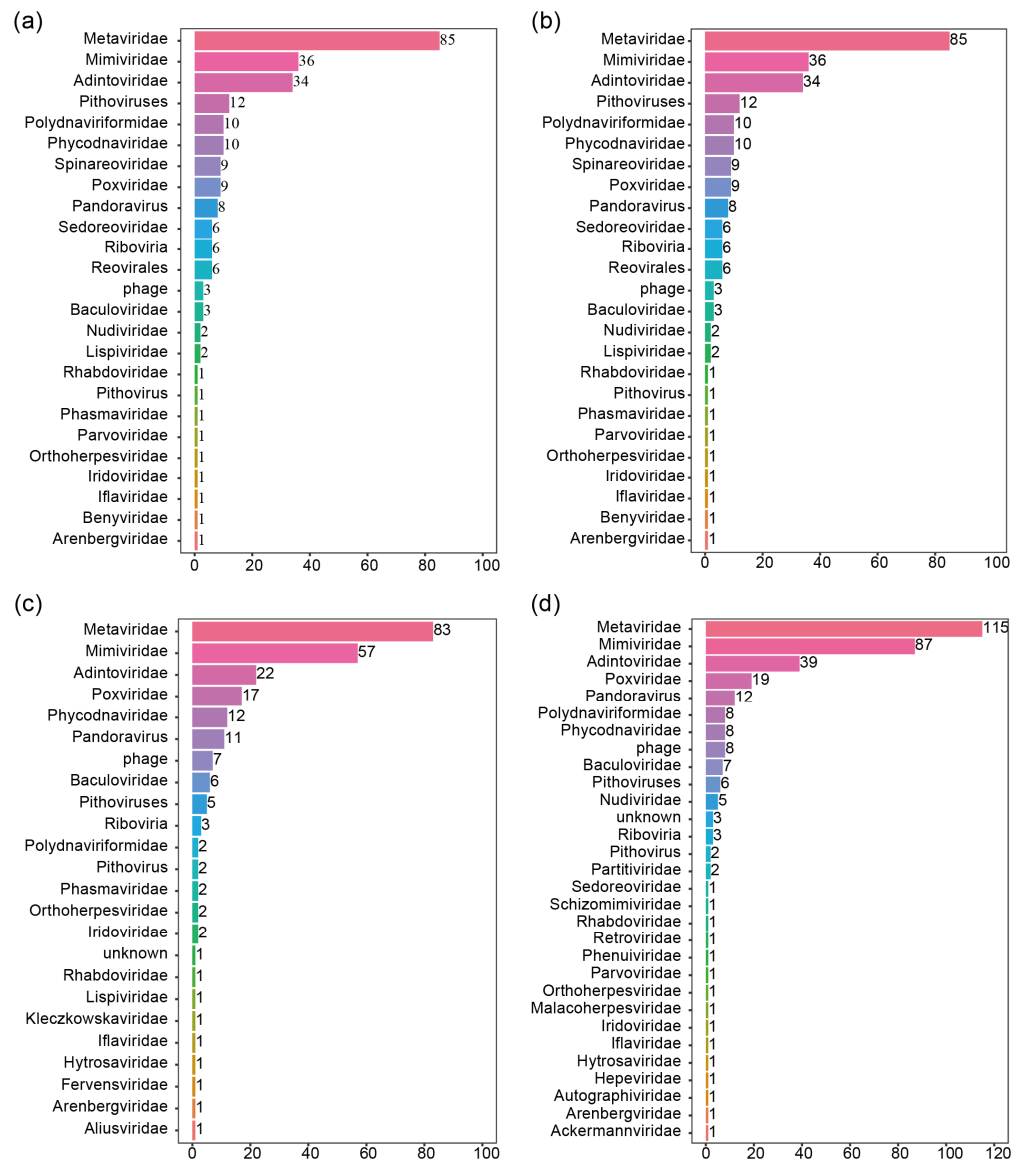 (a)
Metaviridae 85
Mimiviridae 36
Adintoviridae 34
Pithoviruses 12
Polydnaviriformidae 10
Phycodnaviridae 10
Spinareoviridae 9
Poxviridae 9
Pandoravirus 8
Sedoreoviridae 6
Riboviria 6
Reovirales 6
phage 3
Baculoviridae 3
Nudiviridae 2
Lispiviridae 2
Rhabdoviridae 1
Pithovirus 1
Phasmaviridae 1
Parvoviridae 1
Orthoherpesviridae 1
Iridoviridae 1
Iflaviridae 1
Benyviridae 1
Arenbergviridae 1
0 20 40 60 80 100
(b)
Metaviridae 85
Mimiviridae 36
Adintoviridae 34
Pithoviruses 12
Polydnaviriformidae 10
Phycodnaviridae 10
Spinareoviridae 9
Poxviridae 9
Pandoravirus 8
Sedoreoviridae 6
Riboviria 6
Reovirales 6
phage 3
Baculoviridae 3
Nudiviridae 2
Lispiviridae 2
Rhabdoviridae 1
Pithovirus 1
Phasmaviridae 1
Parvoviridae 1
Orthoherpesviridae 1
Iridoviridae 1
Iflaviridae 1
Benyviridae 1
Arenbergviridae 1
0 20 40 60 80 100
(c)
Metaviridae 83
Mimiviridae 57
Adintoviridae 22
Poxviridae 17
Phycodnaviridae 12
Pandoravirus 11
phage 7
Baculoviridae 6
Pithoviruses 5
Riboviria 3
Polydnaviriformidae 2
Pithovirus 2
Phasmaviridae 2
Orthoherpesviridae 2
Iridoviridae 2
unknown 1
Rhabdoviridae 1
Lispiviridae 1
Kleczkowskaviridae 1
Iflaviridae 1
Hytrosaviridae 1
Fervensviridae 1
Arenbergviridae 1
Aliusviridae 1
0 20 40 60 80 100
(d)
Metaviridae 115
Mimiviridae 87
Adintoviridae 39
Poxviridae 19
Pandoravirus 12
Polydnaviriformidae 8
Phycodnaviridae 8
phage 8
Baculoviridae 7
Pithoviruses 6
Nudiviridae 5
unknown 3
Riboviria 3
Pithovirus 2
Partitiviridae 2
Sedoreoviridae 1
Schizomimiviridae 1
Rhabdoviridae 1
Retroviridae 1
Phenuiviridae 1
Parvoviridae 1
Orthoherpesviridae 1
Malacoherpesviridae 1
Iridoviridae 1
Iflaviridae 1
Hytrosaviridae 1
Hepeviridae 1
Autographiviridae 1
Arenbergviridae 1
Ackermannviridae 1
0 20 40 60 80 100 120